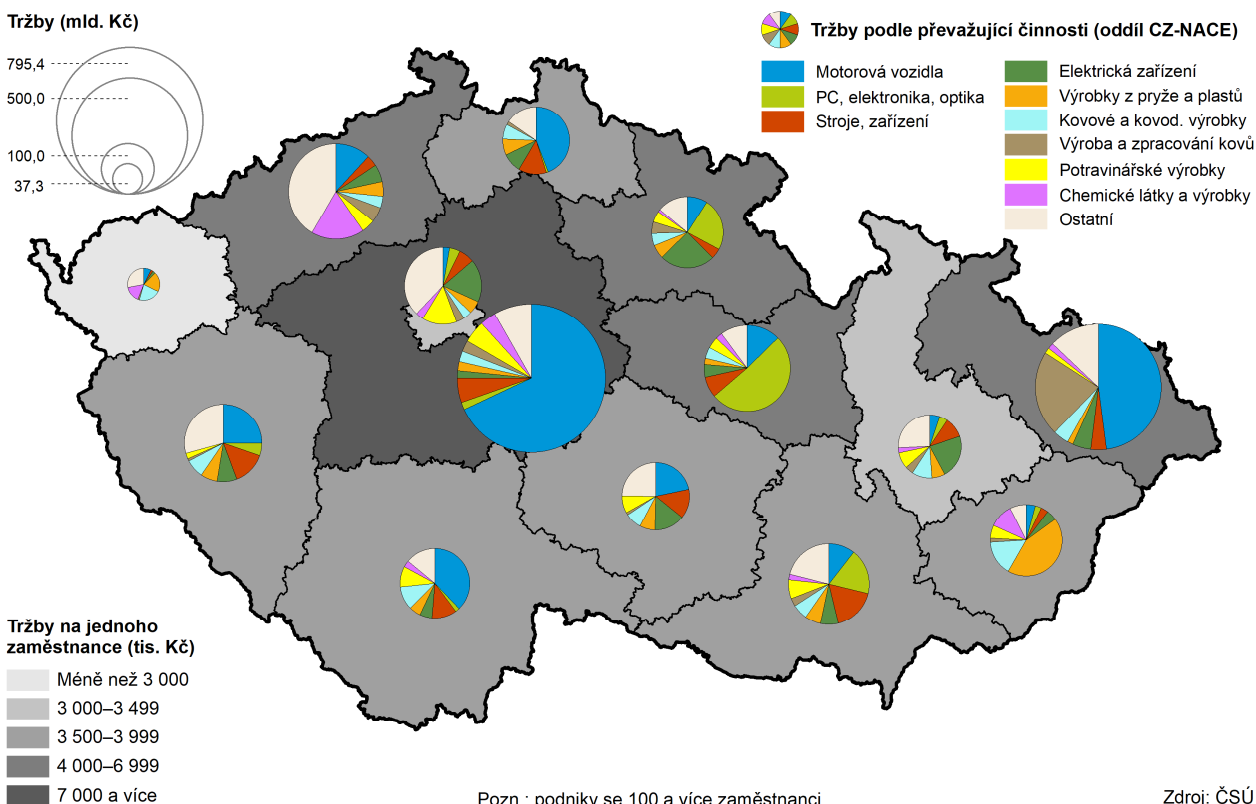 Tržby (mld. Kč)
795,4
500,0
100,0
37,3
Tržby podle převažující činnosti (oddíl CZ-NACE)
Motorová vozidla
PC, elektronika, optika
Stroje, zařízení
Elektrická zařízení
Výrobky z pryže a plastů
Kovové a kovod. výrobky
Výroba a zpracování kovů
Potravinářské výrobky
Chemické látky a výrobky
Ostatní
Tržby na jednoho
zaměstnance (tis. Kč)
Méně než 3 000
3 000–3 499
3 500–3 999
4 000–6 999
7 000 a více
Pozn.: podniky se 100 a více zaměstnanci
Zdroj: ČSÚ